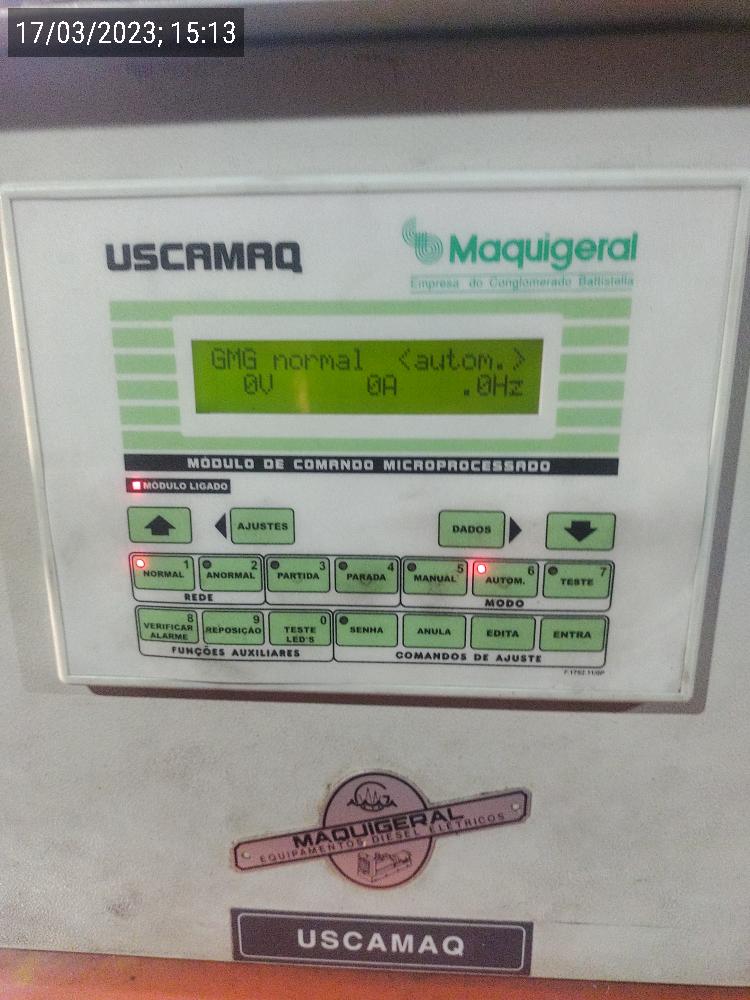 17/03/2023; 15:13
USCAMAQ
Maquigeral
Empresa do Conglomerado Battistella
GMG normal <autom.>
0V 0A .0Hz
MÓDULO DE COMANDO MICROPROCESSADO
MÓDULO LIGADO
AJUSTES
DADOS
1 NORMAL
2 ANORMAL
3 PARTIDA
4 PARADA
5 MANUAL
6 AUTOM.
7 TESTE
REDE
MODO
8 VERIFICAR ALARME
9 REPOSIÇÃO
0 TESTE LED'S
SENHA
ANULA
EDITA
ENTRA
FUNÇÕES AUXILIARES
COMANDOS DE AJUSTE
MAQUIGERAL
EQUIPAMENTOS DIESEL ELÉTRICOS
USCAMAQ